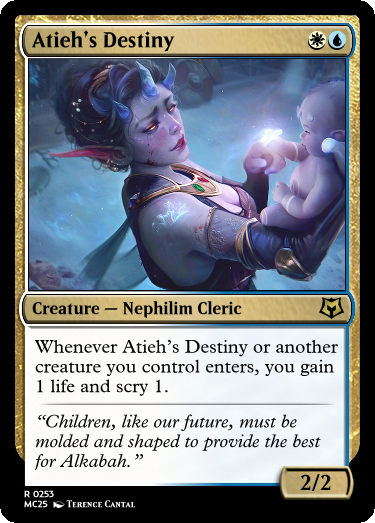 Atieh's Destiny
Creature — Nephilim Cleric
Whenever Atieh's Destiny or another
creature you control enters, you gain
1 life and scry 1.
“Children, like our future, must be
molded and shaped to provide the best
for Alkabah.”
2/2
R 0253
MC25 Terence Cantal